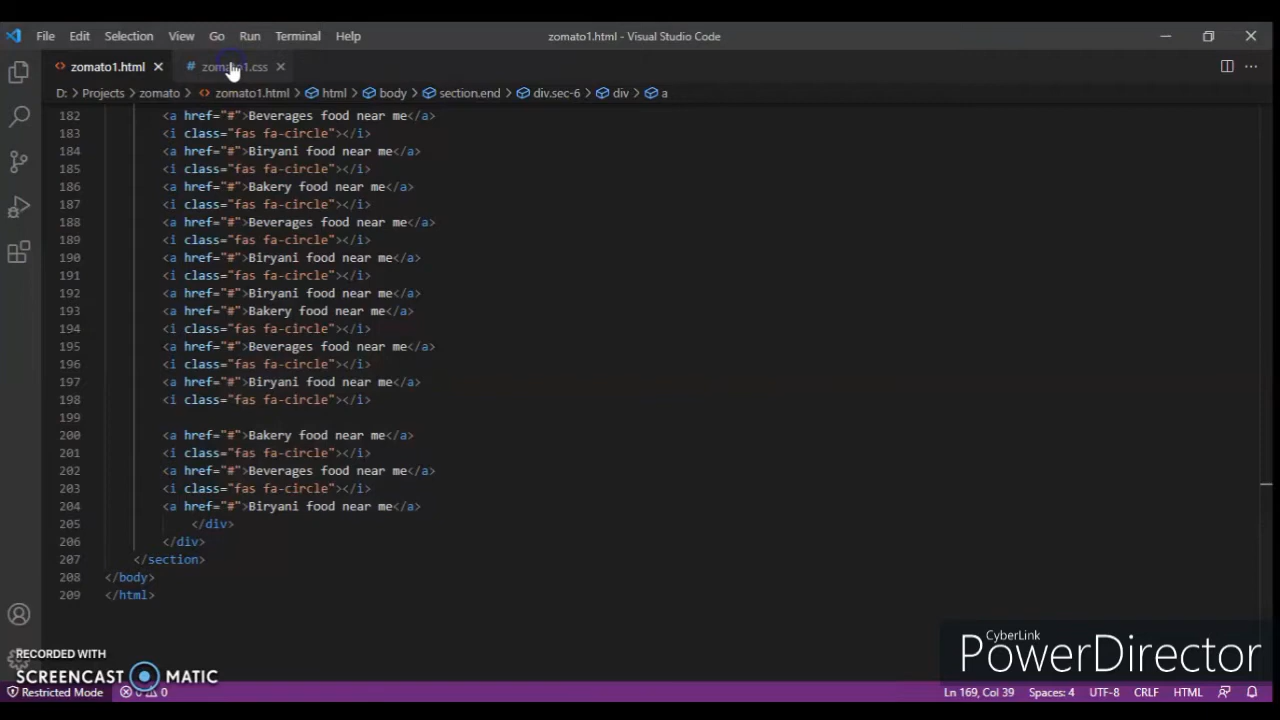 File Edit Selection View Go Run Terminal Help zomato1.html - Visual Studio Code
zomato1.html # zomato1.css
D: > Projects > zomato > zomato1.html > html > body > section.end > div.sec-6 > div > a
182 <a href="#">Beverages food near me</a>
183 <i class="fas fa-circle"></i>
184 <a href="#">Biryani food near me</a>
185 <i class="fas fa-circle"></i>
186 <a href="#">Bakery food near me</a>
187 <i class="fas fa-circle"></i>
188 <a href="#">Beverages food near me</a>
189 <i class="fas fa-circle"></i>
190 <a href="#">Biryani food near me</a>
191 <i class="fas fa-circle"></i>
192 <a href="#">Biryani food near me</a>
193 <a href="#">Bakery food near me</a>
194 <i class="fas fa-circle"></i>
195 <a href="#">Beverages food near me</a>
196 <i class="fas fa-circle"></i>
197 <a href="#">Biryani food near me</a>
198 <i class="fas fa-circle"></i>
199
200 <a href="#">Bakery food near me</a>
201 <i class="fas fa-circle"></i>
202 <a href="#">Beverages food near me</a>
203 <i class="fas fa-circle"></i>
204 <a href="#">Biryani food near me</a>
205 </div>
206 </div>
207 </section>
208 </body>
209 </html>
CyberLink
PowerDirector
RECORDED WITH
SCREENCAST MATIC
Restricted Mode 0 0 Ln 169, Col 39 Spaces: 4 UTF-8 CRLF HTML